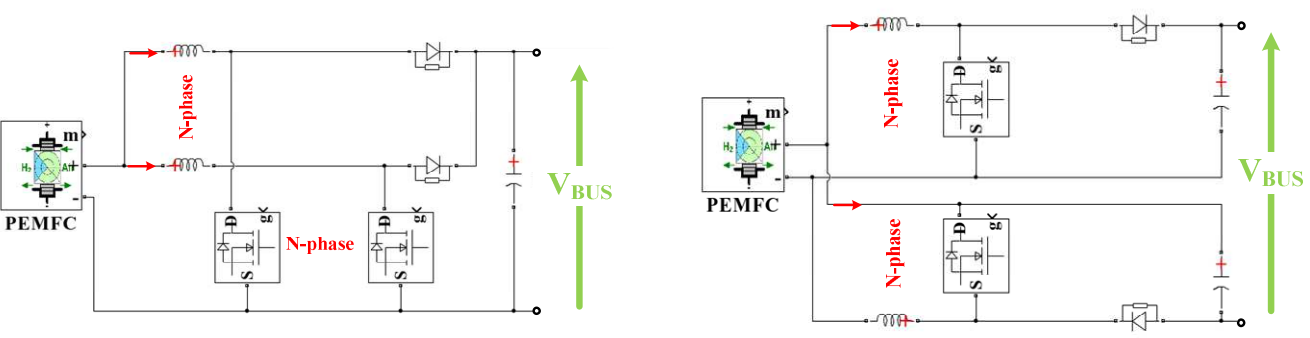 +
N-phase
m
H₂
Air
+
-
PEMFC
D
g
S
N-phase
D
g
S
+
+
+
V_BUS
+
N-phase
D
g
S
+
m
H₂
Air
+
-
PEMFC
+
V_BUS
N-phase
D
g
S
+
+